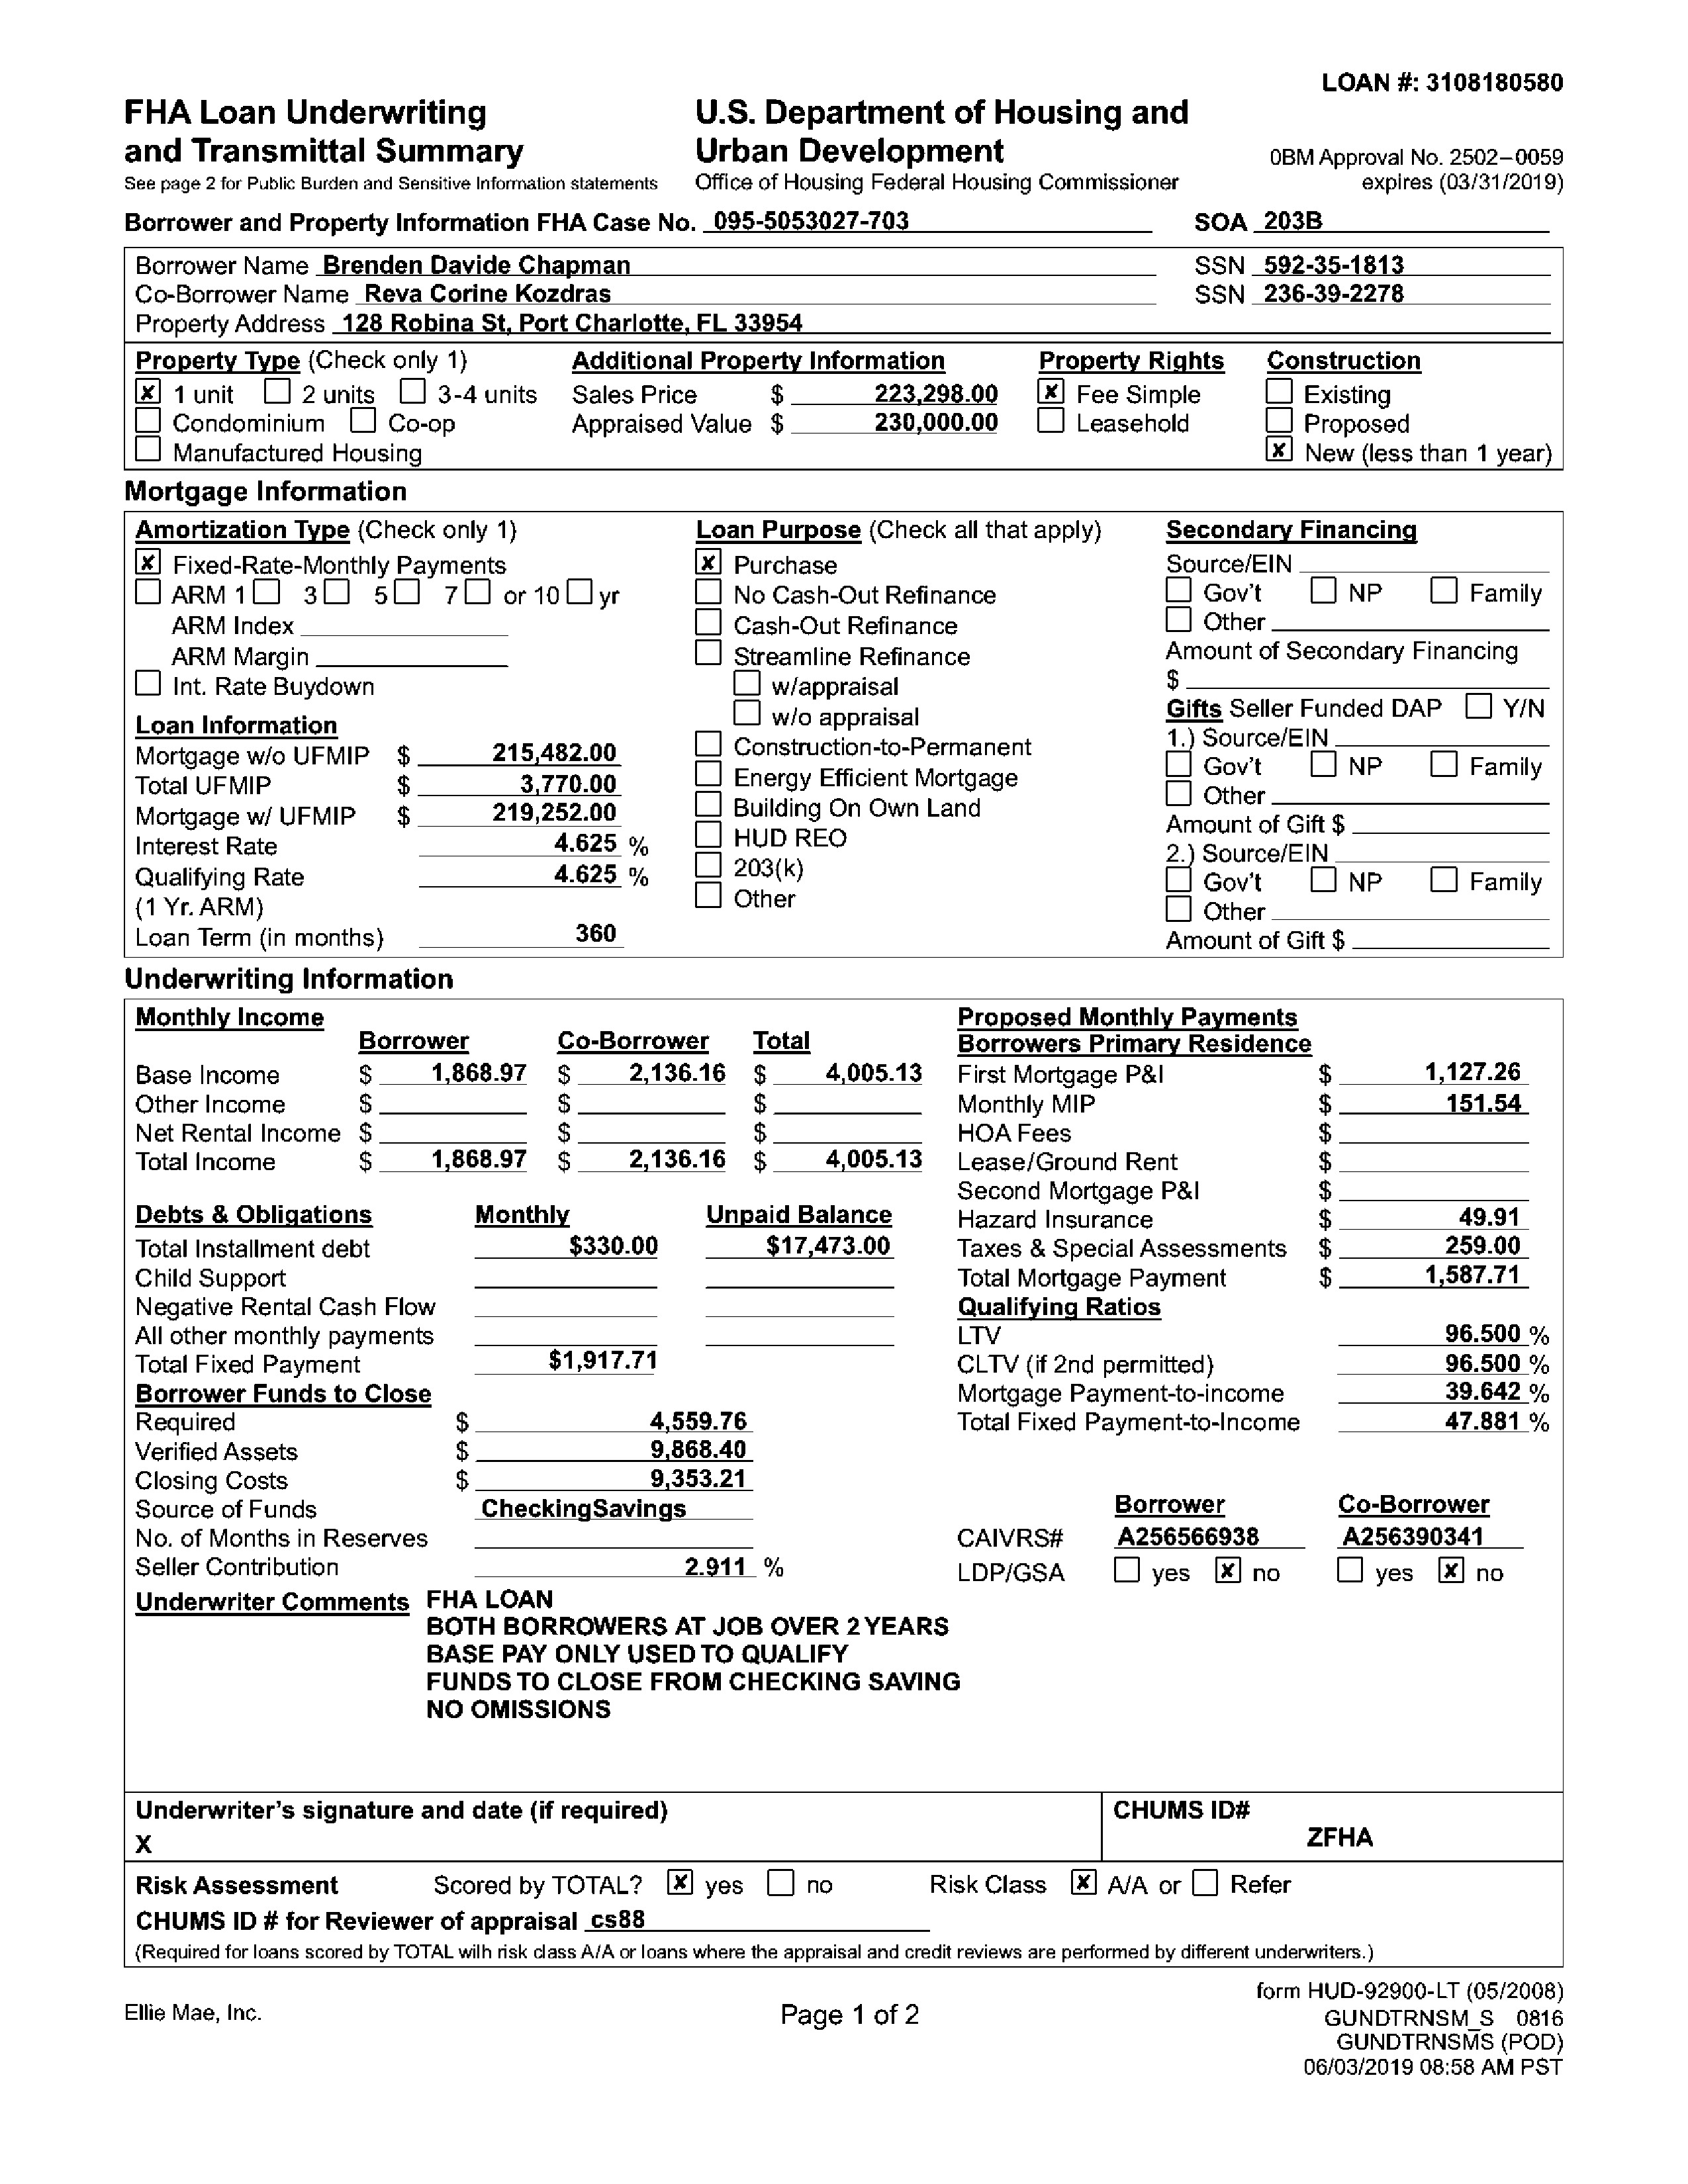 LOAN #: 3108180580
FHA Loan Underwriting and Transmittal Summary
See page 2 for Public Burden and Sensitive Information statements
U.S. Department of Housing and Urban Development
Office of Housing Federal Housing Commissioner
0BM Approval No. 2502–0059
expires (03/31/2019)
Borrower and Property Information FHA Case No. 095-5053027-703 SOA 203B
Borrower Name Brenden Davide Chapman SSN 592-35-1813
Co-Borrower Name Reva Corine Kozdras SSN 236-39-2278
Property Address 128 Robina St, Port Charlotte, FL 33954
Property Type (Check only 1) Additional Property Information Property Rights Construction
✘ 1 unit ☐ 2 units ☐ 3-4 units Sales Price $ 223,298.00 ✘ Fee Simple ☐ Existing
☐ Condominium ☐ Co-op Appraised Value $ 230,000.00 ☐ Leasehold ☐ Proposed
☐ Manufactured Housing ✘ New (less than 1 year)
Mortgage Information
Amortization Type (Check only 1)
✘ Fixed-Rate-Monthly Payments
☐ ARM 1 ☐ 3 ☐ 5 ☐ 7 ☐ or 10 ☐ yr
ARM Index
ARM Margin
☐ Int. Rate Buydown
Loan Information
Mortgage w/o UFMIP $ 215,482.00
Total UFMIP $ 3,770.00
Mortgage w/ UFMIP $ 219,252.00
Interest Rate 4.625 %
Qualifying Rate 4.625 %
(1 Yr. ARM)
Loan Term (in months) 360
Loan Purpose (Check all that apply)
✘ Purchase
☐ No Cash-Out Refinance
☐ Cash-Out Refinance
☐ Streamline Refinance
☐ w/appraisal
☐ w/o appraisal
☐ Construction-to-Permanent
☐ Energy Efficient Mortgage
☐ Building On Own Land
☐ HUD REO
☐ 203(k)
☐ Other
Secondary Financing
Source/EIN
☐ Gov't ☐ NP ☐ Family
☐ Other
Amount of Secondary Financing
$
Gifts Seller Funded DAP ☐ Y/N
1.) Source/EIN
☐ Gov't ☐ NP ☐ Family
☐ Other
Amount of Gift $
2.) Source/EIN
☐ Gov't ☐ NP ☐ Family
☐ Other
Amount of Gift $
Underwriting Information
Monthly Income
Borrower Co-Borrower Total
Base Income $ 1,868.97 $ 2,136.16 $ 4,005.13
Other Income $ $ $
Net Rental Income $ $ $
Total Income $ 1,868.97 $ 2,136.16 $ 4,005.13
Debts & Obligations Monthly Unpaid Balance
Total Installment debt $330.00 $17,473.00
Child Support
Negative Rental Cash Flow
All other monthly payments
Total Fixed Payment $1,917.71
Borrower Funds to Close
Required $ 4,559.76
Verified Assets $ 9,868.40
Closing Costs $ 9,353.21
Source of Funds CheckingSavings
No. of Months in Reserves
Seller Contribution 2.911 %
Proposed Monthly Payments
Borrowers Primary Residence
First Mortgage P&I $ 1,127.26
Monthly MIP $ 151.54
HOA Fees $
Lease/Ground Rent $
Second Mortgage P&I $
Hazard Insurance $ 49.91
Taxes & Special Assessments $ 259.00
Total Mortgage Payment $ 1,587.71
Qualifying Ratios
LTV 96.500 %
CLTV (if 2nd permitted) 96.500 %
Mortgage Payment-to-income 39.642 %
Total Fixed Payment-to-Income 47.881 %
Borrower Co-Borrower
CAIVRS# A256566938 A256390341
LDP/GSA ☐ yes ✘ no ☐ yes ✘ no
Underwriter Comments FHA LOAN
BOTH BORROWERS AT JOB OVER 2 YEARS
BASE PAY ONLY USED TO QUALIFY
FUNDS TO CLOSE FROM CHECKING SAVING
NO OMISSIONS
Underwriter's signature and date (if required) CHUMS ID#
X ZFHA
Risk Assessment Scored by TOTAL? ✘ yes ☐ no Risk Class ✘ A/A or ☐ Refer
CHUMS ID # for Reviewer of appraisal cs88
(Required for loans scored by TOTAL wilh risk class A/A or loans where the appraisal and credit reviews are performed by different underwriters.)
Ellie Mae, Inc.
Page 1 of 2
form HUD-92900-LT (05/2008)
GUNDTRNSM_S 0816
GUNDTRNSMS (POD)
06/03/2019 08:58 AM PST